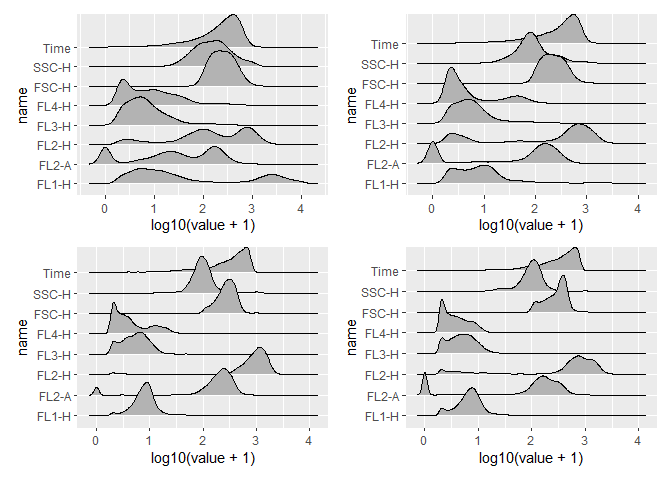 name
Time
SSC-H
FSC-H
FL4-H
FL3-H
FL2-H
FL2-A
FL1-H
0 1 2 3 4
log10(value + 1)
name
Time
SSC-H
FSC-H
FL4-H
FL3-H
FL2-H
FL2-A
FL1-H
0 1 2 3 4
log10(value + 1)
name
Time
SSC-H
FSC-H
FL4-H
FL3-H
FL2-H
FL2-A
FL1-H
0 1 2 3 4
log10(value + 1)
name
Time
SSC-H
FSC-H
FL4-H
FL3-H
FL2-H
FL2-A
FL1-H
0 1 2 3 4
log10(value + 1)